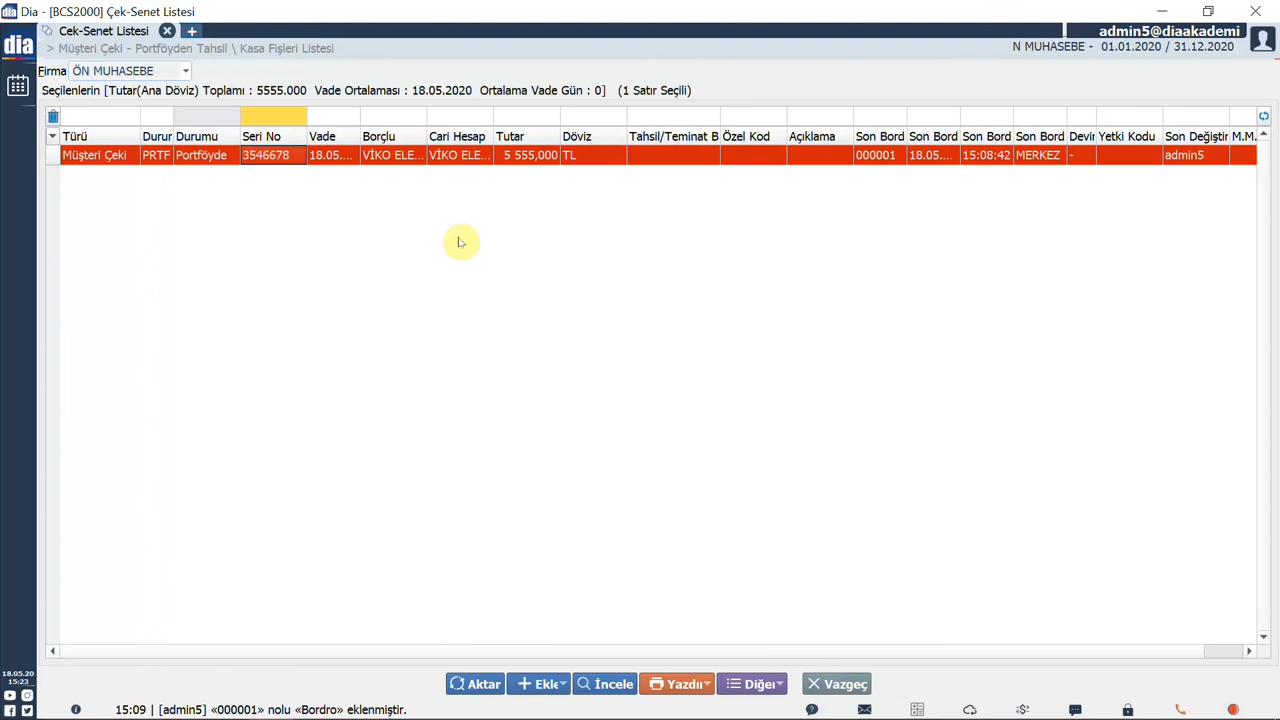 Dia - [BCS2000] Çek-Senet Listesi
dia
Çek-Senet Listesi
admin5@diaakademi
> Müşteri Çeki - Portföyden Tahsil \ Kasa Fişleri Listesi
N MUHASEBE - 01.01.2020 / 31.12.2020
Firma ÖN MUHASEBE
Seçilenlerin [Tutar(Ana Döviz) Toplamı : 5555.000 Vade Ortalaması : 18.05.2020 Ortalama Vade Gün : 0] (1 Satır Seçili)
Türü Durur Durumu Seri No Vade Borçlu Cari Hesap Tutar Döviz Tahsil/Teminat B Özel Kod Açıklama Son Bord Son Bord Son Bord Son Bord Devir Yetki Kodu Son Değiştir M.M.
Müşteri Çeki PRTF Portföyde 3546678 18.05.... VİKO ELE... VİKO ELE... 5 555,000 TL 000001 18.05.... 15:08:42 MERKEZ - admin5
Aktar Ekle İncele Yazdır Diğer Vazgeç
18.05.20
15:23
15:09 | [admin5] «000001» nolu «Bordro» eklenmiştir.